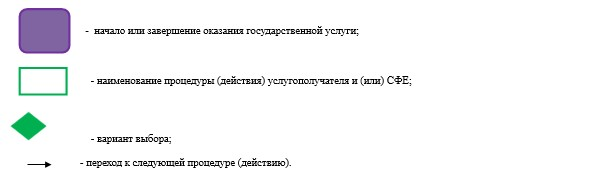 - начало или завершение оказания государственной услуги;
- наименование процедуры (действия) услугополучателя и (или) СФЕ;
- вариант выбора;
- переход к следующей процедуре (действию).